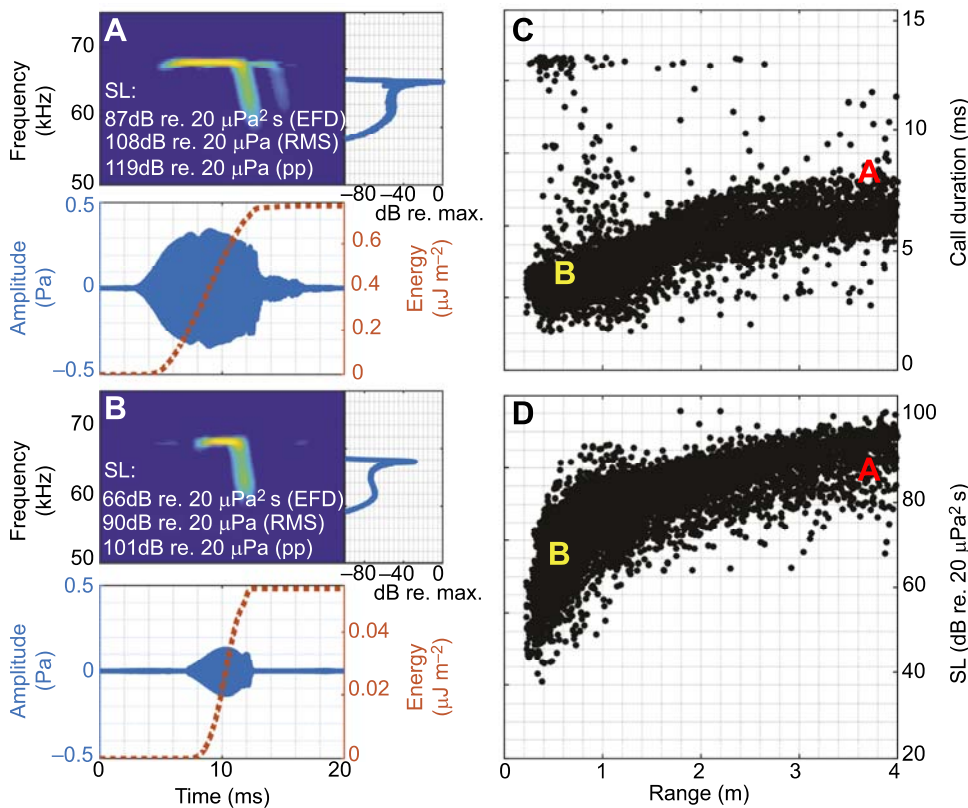 A
70
60
50
Frequency
(kHz)
SL:
87dB re. 20 µPa² s (EFD)
108dB re. 20 µPa (RMS)
119dB re. 20 µPa (pp)
–80 –40 0
dB re. max.
0.5
0
–0.5
Amplitude
(Pa)
0.6
0.4
0.2
0
Energy
(µJ m–2)
B
70
60
50
Frequency
(kHz)
SL:
66dB re. 20 µPa² s (EFD)
90dB re. 20 µPa (RMS)
101dB re. 20 µPa (pp)
–80 –40 0
dB re. max.
0.5
0
–0.5
Amplitude
(Pa)
0.04
0.02
0
Energy
(µJ m–2)
0 10 20
Time (ms)
C
15
10
5
0
Call duration (ms)
A
B
D
100
80
60
40
20
SL (dB re. 20 µPa² s)
A
B
0 1 2 3 4
Range (m)